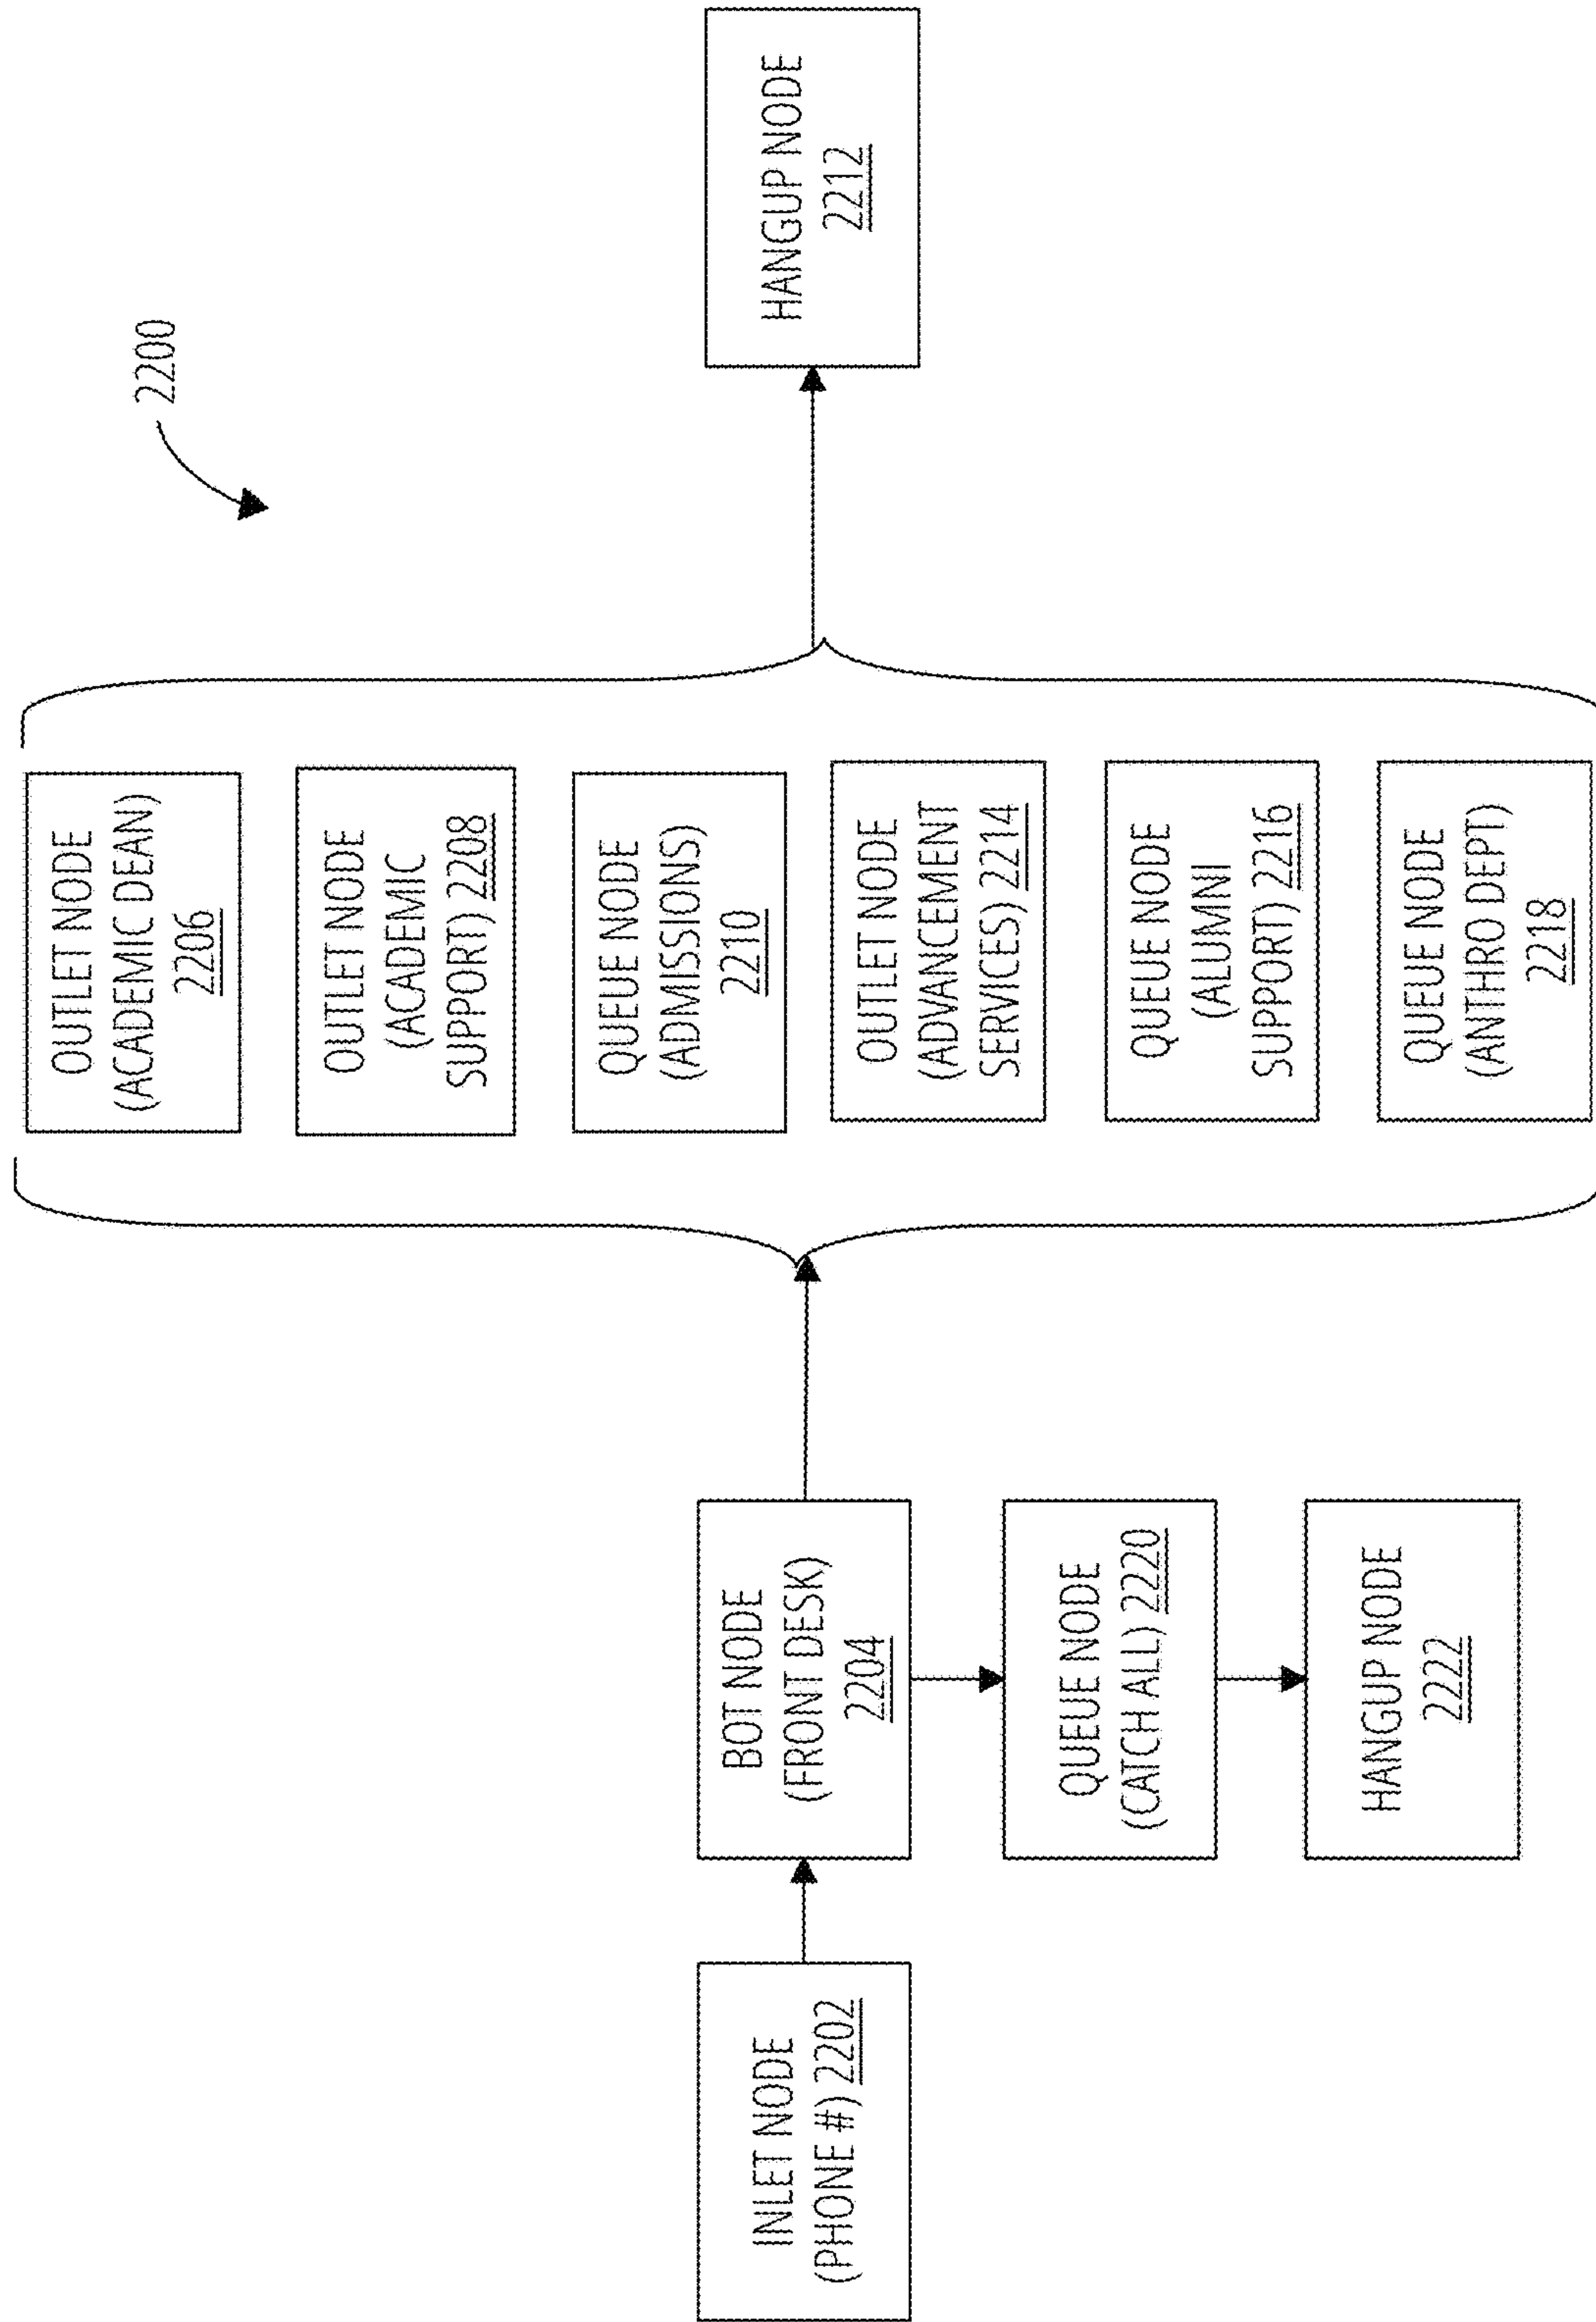 2200
INLET NODE
(PHONE #) 2202
BOT NODE
(FRONT DESK)
2204
QUEUE NODE
(CATCH ALL) 2220
HANGUP NODE
2222
OUTLET NODE
(ACADEMIC DEAN)
2206
OUTLET NODE
(ACADEMIC
SUPPORT) 2208
QUEUE NODE
(ADMISSIONS)
2210
OUTLET NODE
(ADVANCEMENT
SERVICES) 2214
QUEUE NODE
(ALUMNI
SUPPORT) 2216
QUEUE NODE
(ANTHRO DEPT)
2218
HANGUP NODE
2212